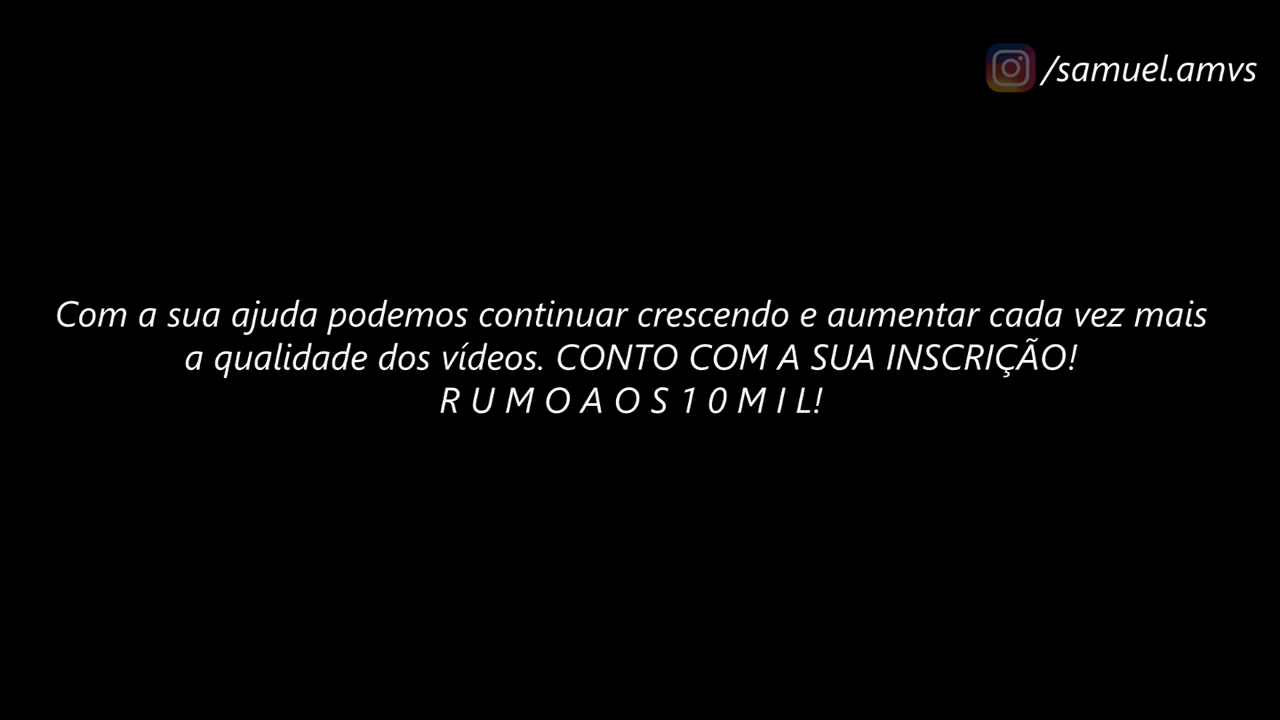 /samuel.amvs
Com a sua ajuda podemos continuar crescendo e aumentar cada vez mais
a qualidade dos vídeos. CONTO COM A SUA INSCRIÇÃO!
R U M O A O S 1 0 M I L!